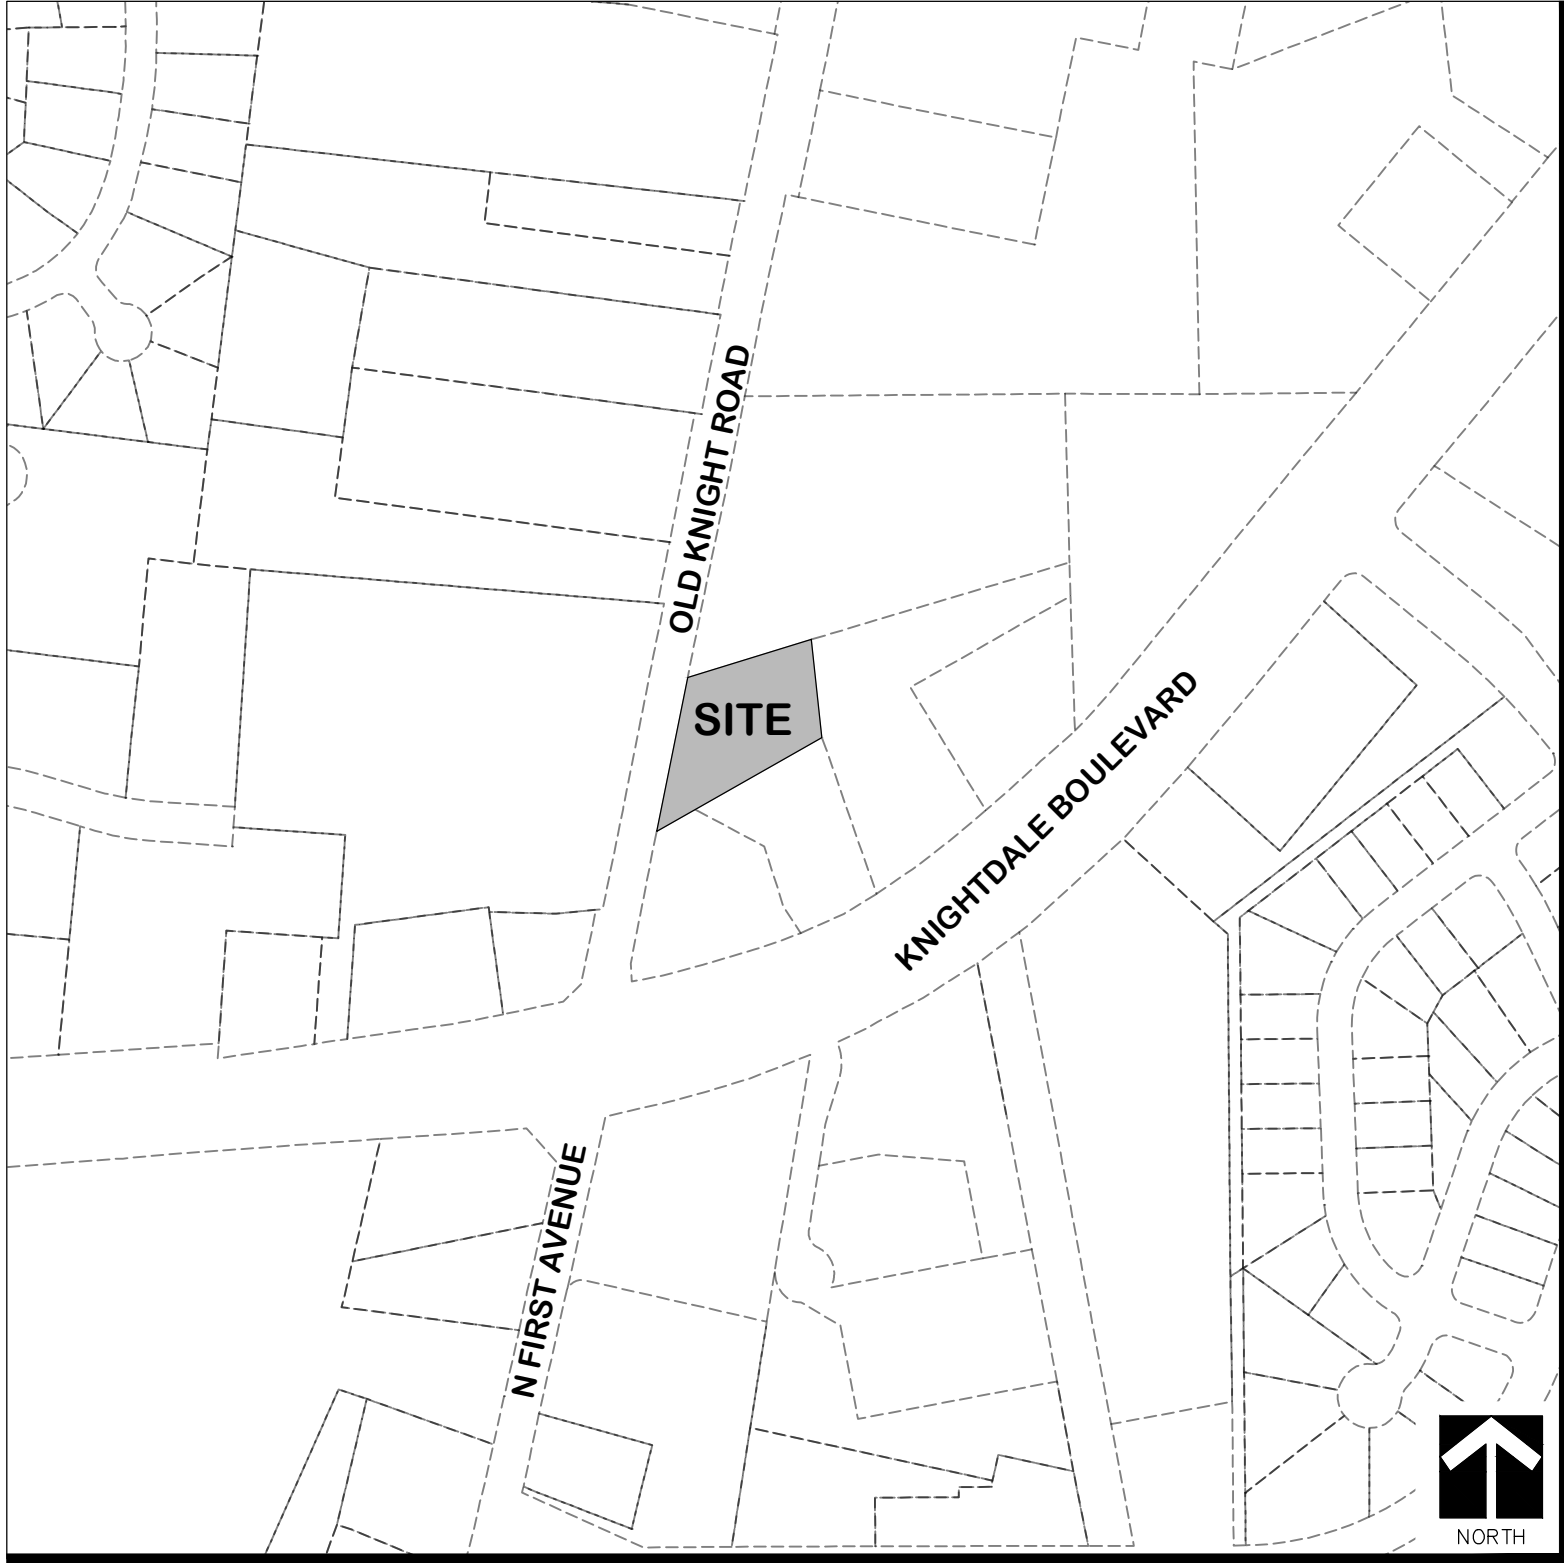 OLD KNIGHT ROAD
SITE
KNIGHTDALE BOULEVARD
N FIRST AVENUE
NORTH